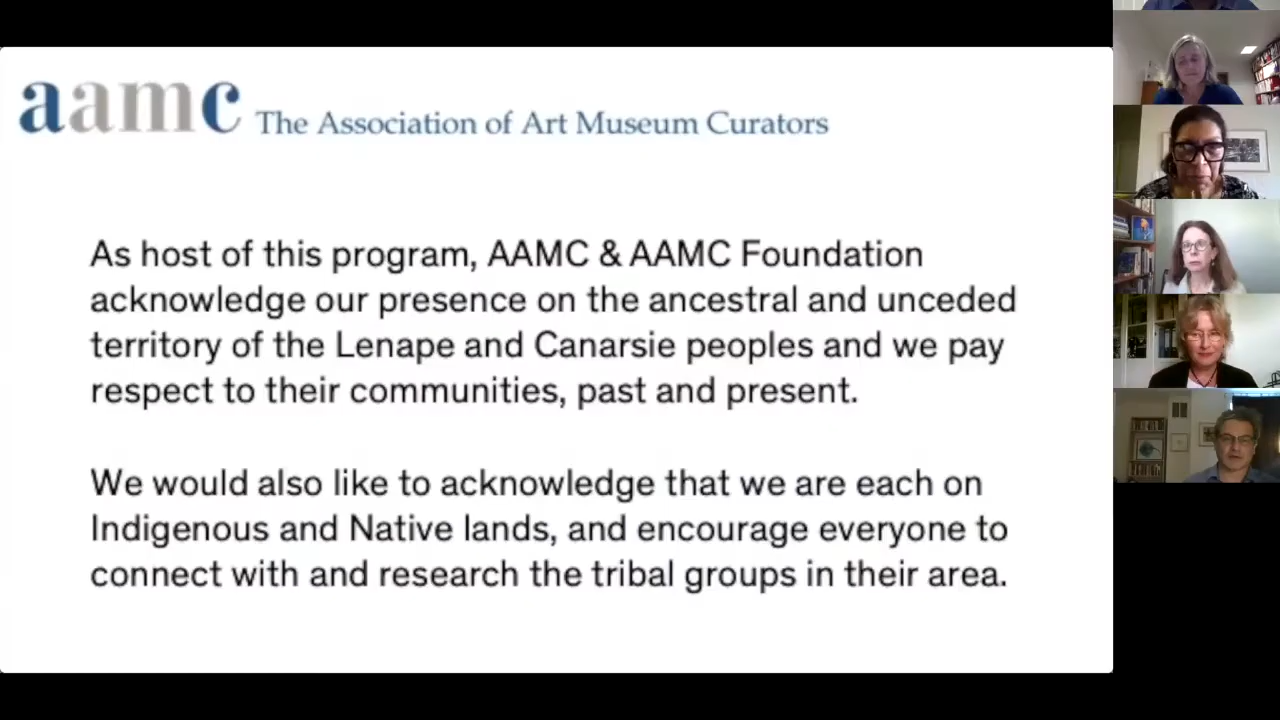 aamc The Association of Art Museum Curators
As host of this program, AAMC & AAMC Foundation
acknowledge our presence on the ancestral and unceded
territory of the Lenape and Canarsie peoples and we pay
respect to their communities, past and present.
We would also like to acknowledge that we are each on
Indigenous and Native lands, and encourage everyone to
connect with and research the tribal groups in their area.